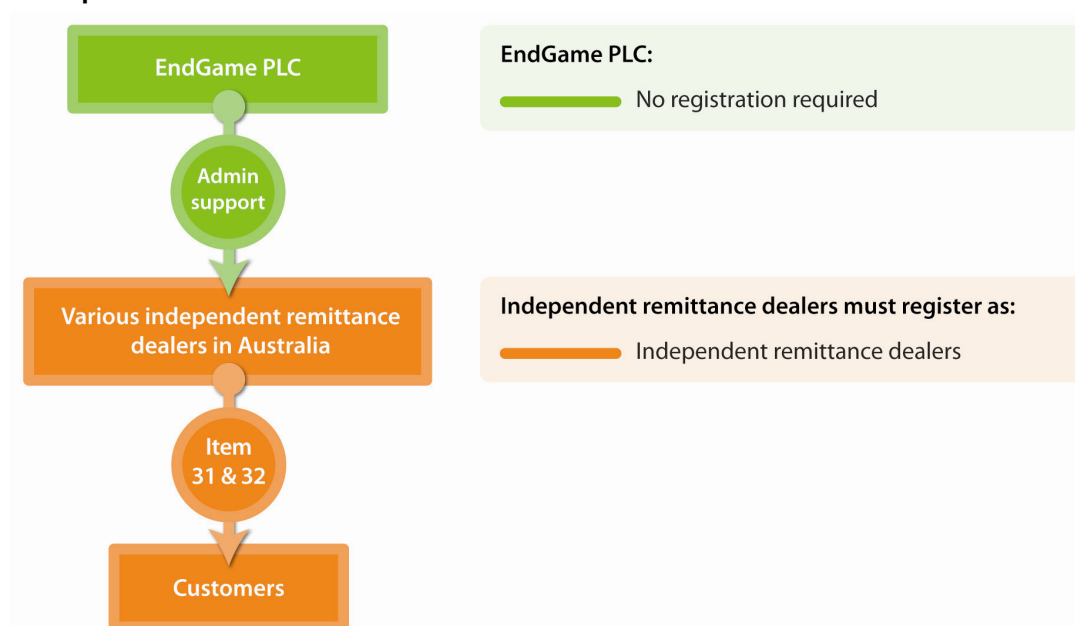 EndGame PLC
EndGame PLC:
No registration required
Admin
support
Various independent remittance
dealers in Australia
Independent remittance dealers must register as:
Independent remittance dealers
Item
31 & 32
Customers